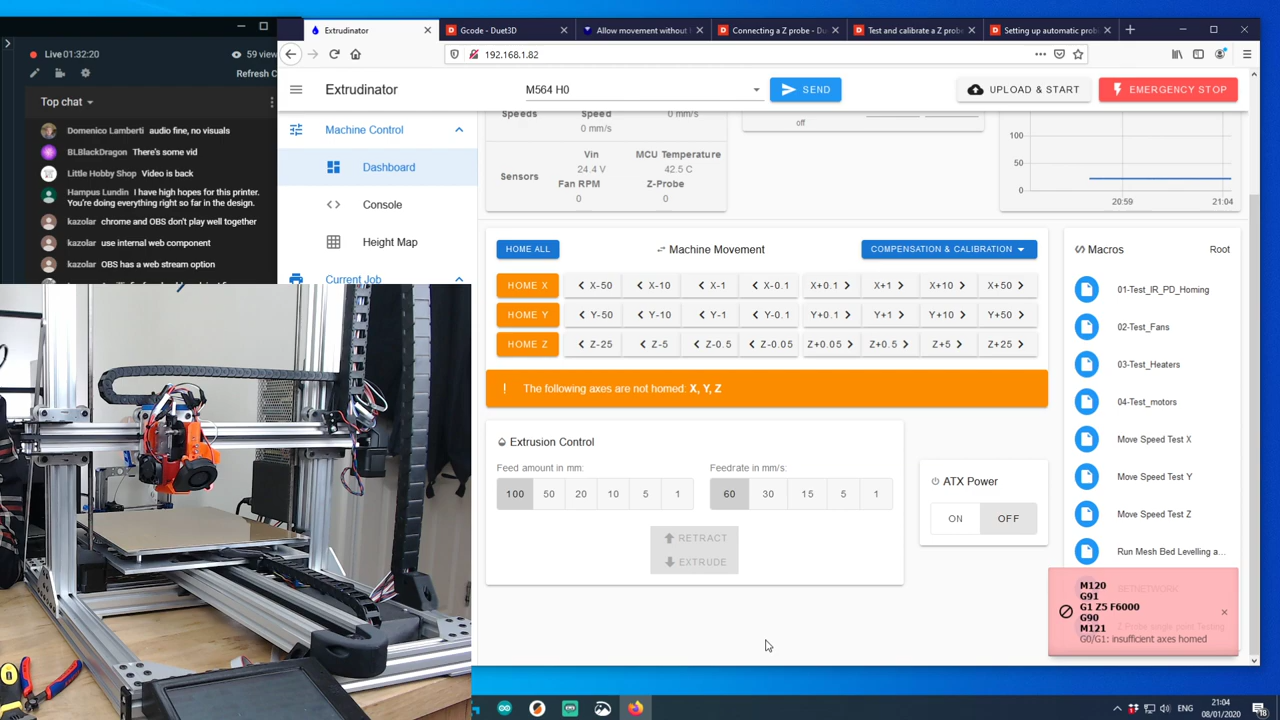 Live 01:32:20
59 view
Refresh C
Top chat
Domenico Lamberti audio fine, no visuals
BLBlackDragon There's some vid
Little Hobby Shop Video is back
Hampus Lundin I have high hopes for this printer.
You're doing everything right so far in the design.
kazolar chrome and OBS don't play well together
kazolar use internal web component
kazolar OBS has a web stream option
Extrudinator
Gcode - Duet3D
Allow movement without
Connecting a Z probe - Du
Test and calibrate a Z probe
Setting up automatic prob
192.168.1.82
Extrudinator
M564 H0
SEND
UPLOAD & START
EMERGENCY STOP
Machine Control
Dashboard
Console
Height Map
Current Job
Speeds
Speed
0 mm/s
0 mm/s
Sensors
Vin
24.4 V
MCU Temperature
42.5 C
Fan RPM
0
Z-Probe
0
off
100
50
0
20:59
21:04
HOME ALL
Machine Movement
COMPENSATION & CALIBRATION
HOME X
X-50
X-10
X-1
X-0.1
X+0.1
X+1
X+10
X+50
HOME Y
Y-50
Y-10
Y-1
Y-0.1
Y+0.1
Y+1
Y+10
Y+50
HOME Z
Z-25
Z-5
Z-0.5
Z-0.05
Z+0.05
Z+0.5
Z+5
Z+25
! The following axes are not homed: X, Y, Z
Extrusion Control
Feed amount in mm:
100
50
20
10
5
1
Feedrate in mm/s:
60
30
15
5
1
RETRACT
EXTRUDE
ATX Power
ON
OFF
Macros
Root
01-Test_IR_PD_Homing
02-Test_Fans
03-Test_Heaters
04-Test_motors
Move Speed Test X
Move Speed Test Y
Move Speed Test Z
Run Mesh Bed Levelling a...
M120
G91
G1 Z5 F6000
G90
M121
G0/G1: insufficient axes homed
ENG
21:04
08/01/2020
18